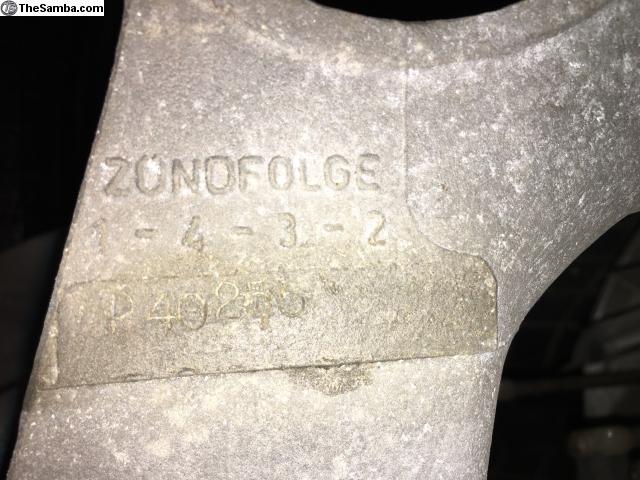 TheSamba.com
ZÜNDFOLGE
1 - 4 - 3 - 2